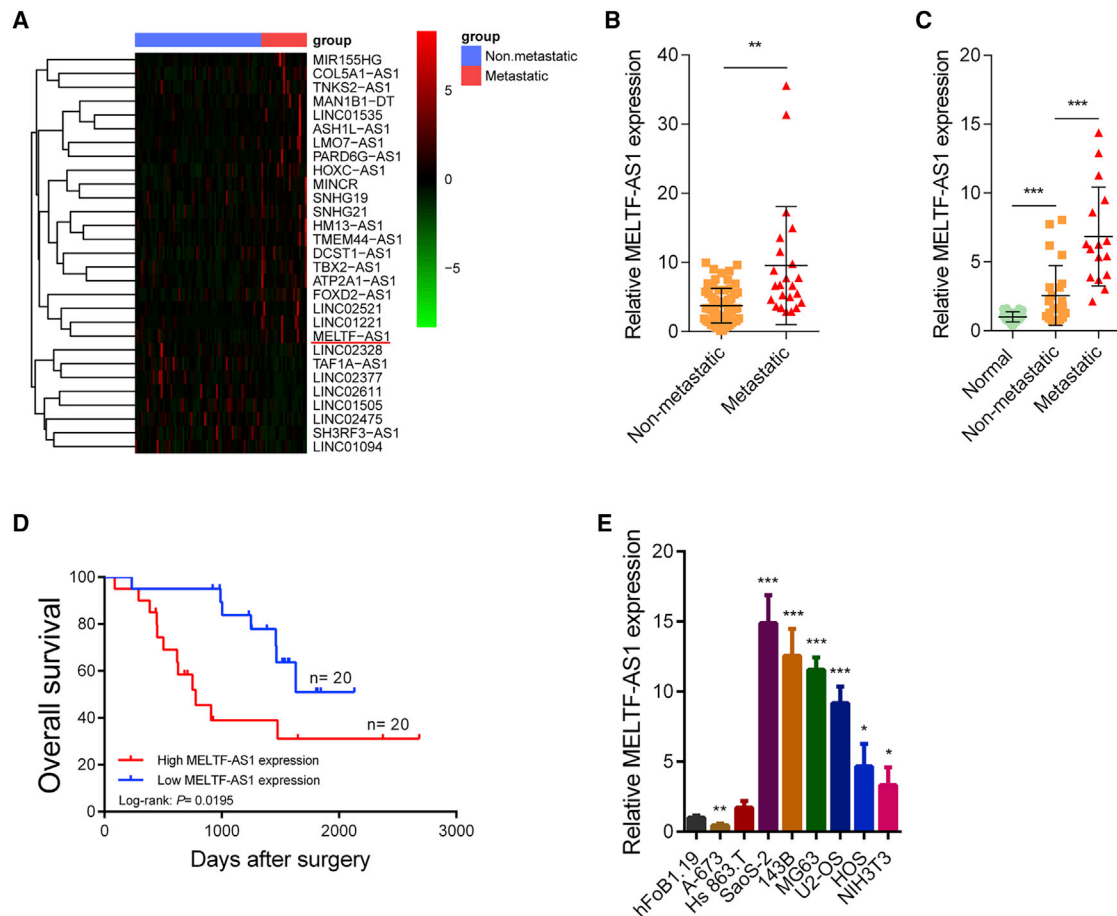 A
group
MIR155HG
COL5A1-AS1
TNKS2-AS1
MAN1B1-DT
LINC01535
ASH1L-AS1
LMO7-AS1
PARD6G-AS1
HOXC-AS1
MINCR
SNHG19
SNHG21
HM13-AS1
TMEM44-AS1
DCST1-AS1
TBX2-AS1
ATP2A1-AS1
FOXD2-AS1
LINC02521
LINC01221
MELTF-AS1
LINC02328
TAF1A-AS1
LINC02377
LINC02611
LINC01505
LINC02475
SH3RF3-AS1
LINC01094
5
0
−5
group
Non.metastatic
Metastatic
B
Relative MELTF-AS1 expression
40
30
20
10
0
**
Non-metastatic
Metastatic
C
Relative MELTF-AS1 expression
20
15
10
5
0
***
***
Normal
Non-metastatic
Metastatic
D
Overall survival
100
80
60
40
20
0
n= 20
n= 20
High MELTF-AS1 expression
Low MELTF-AS1 expression
Log-rank: P= 0.0195
0
1000
2000
3000
Days after surgery
E
Relative MELTF-AS1 expression
20
15
10
5
0
**
***
***
***
***
*
*
hFoB1.19
A-673
Hs 863.T
SaoS-2
143B
MG63
U2-OS
HOS
NIH3T3